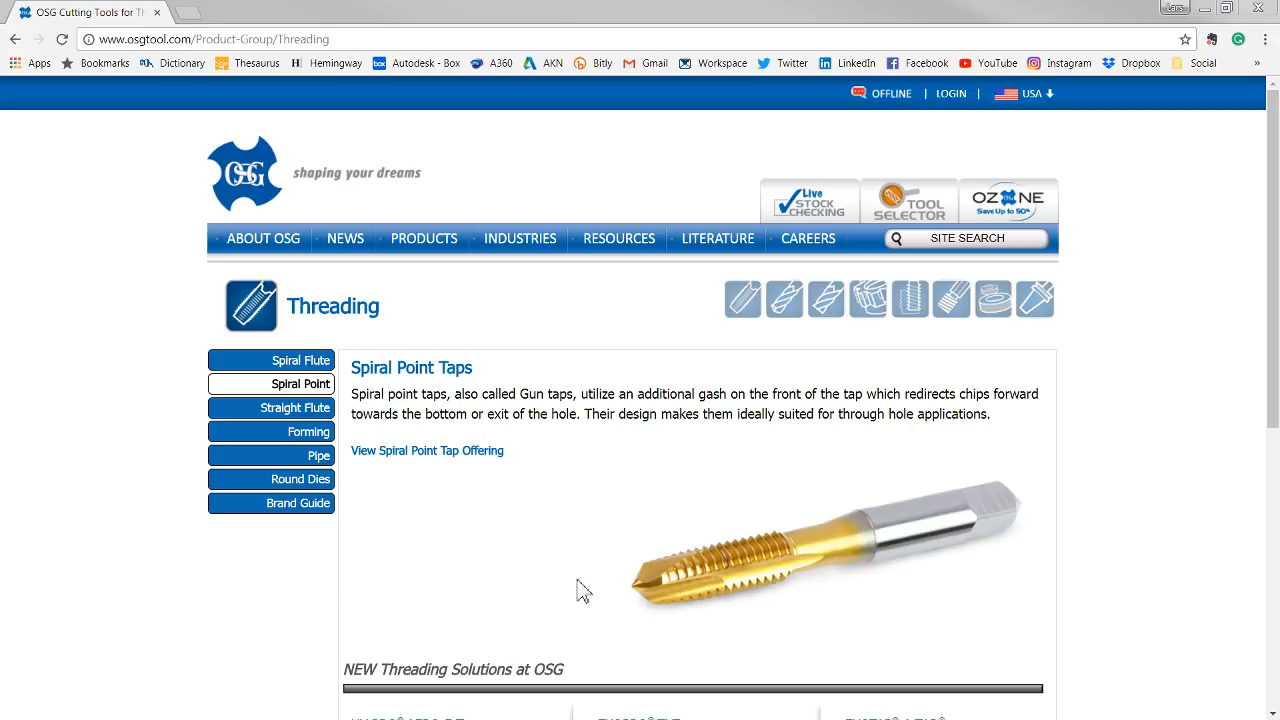 OSG Cutting Tools for Th
Lars
www.osgtool.com/Product-Group/Threading
Apps Bookmarks Dictionary Thesaurus Hemingway Autodesk - Box A360 AKN Bitly Gmail Workspace Twitter LinkedIn Facebook YouTube Instagram Dropbox Social »
OFFLINE | LOGIN | USA
OSG shaping your dreams
Live STOCK CHECKING
TOOL SELECTOR
OZONE
Save Up to 50%
ABOUT OSG NEWS PRODUCTS INDUSTRIES RESOURCES LITERATURE CAREERS SITE SEARCH
Threading
Spiral Flute
Spiral Point
Straight Flute
Forming
Pipe
Round Dies
Brand Guide
Spiral Point Taps
Spiral point taps, also called Gun taps, utilize an additional gash on the front of the tap which redirects chips forward
towards the bottom or exit of the hole. Their design makes them ideally suited for through hole applications.
View Spiral Point Tap Offering
NEW Threading Solutions at OSG